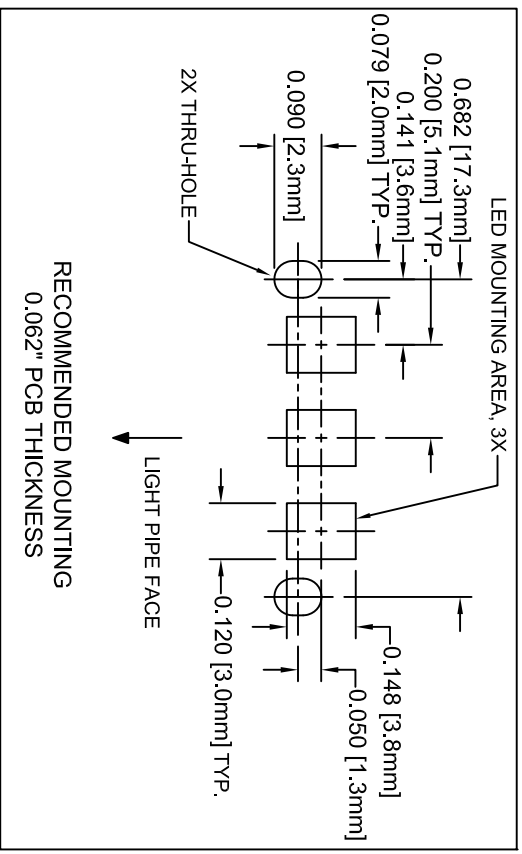 LED MOUNTING AREA, 3X
0.682 [17.3mm]
0.200 [5.1mm] TYP.
0.141 [3.6mm]
0.079 [2.0mm] TYP.
0.090 [2.3mm]
2X THRU-HOLE
0.148 [3.8mm]
0.050 [1.3mm]
0.120 [3.0mm] TYP.
LIGHT PIPE FACE
RECOMMENDED MOUNTING
0.062" PCB THICKNESS